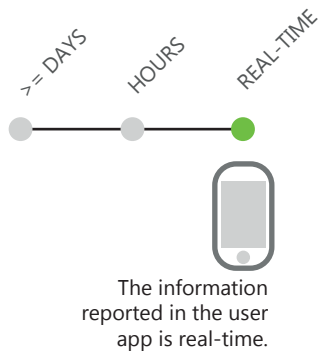 >= DAYS
HOURS
REAL-TIME
The information
reported in the user
app is real-time.